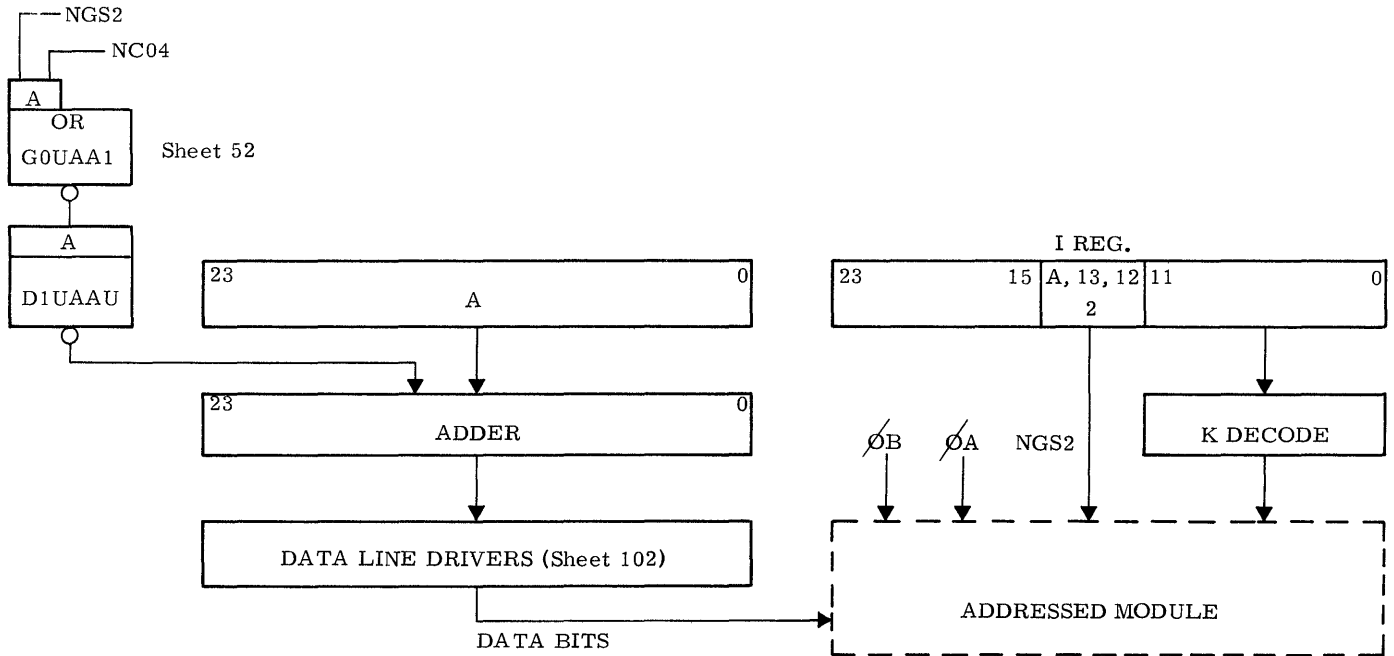 NGS2
NC04
A
OR
G0UAA1
Sheet 52
A
D1UAAU
I REG.
23 0
A
23 15 A, 13, 12 11 0
2
23 0
ADDER
ØB ØA NGS2
K DECODE
DATA LINE DRIVERS (Sheet 102)
ADDRESSED MODULE
DATA BITS